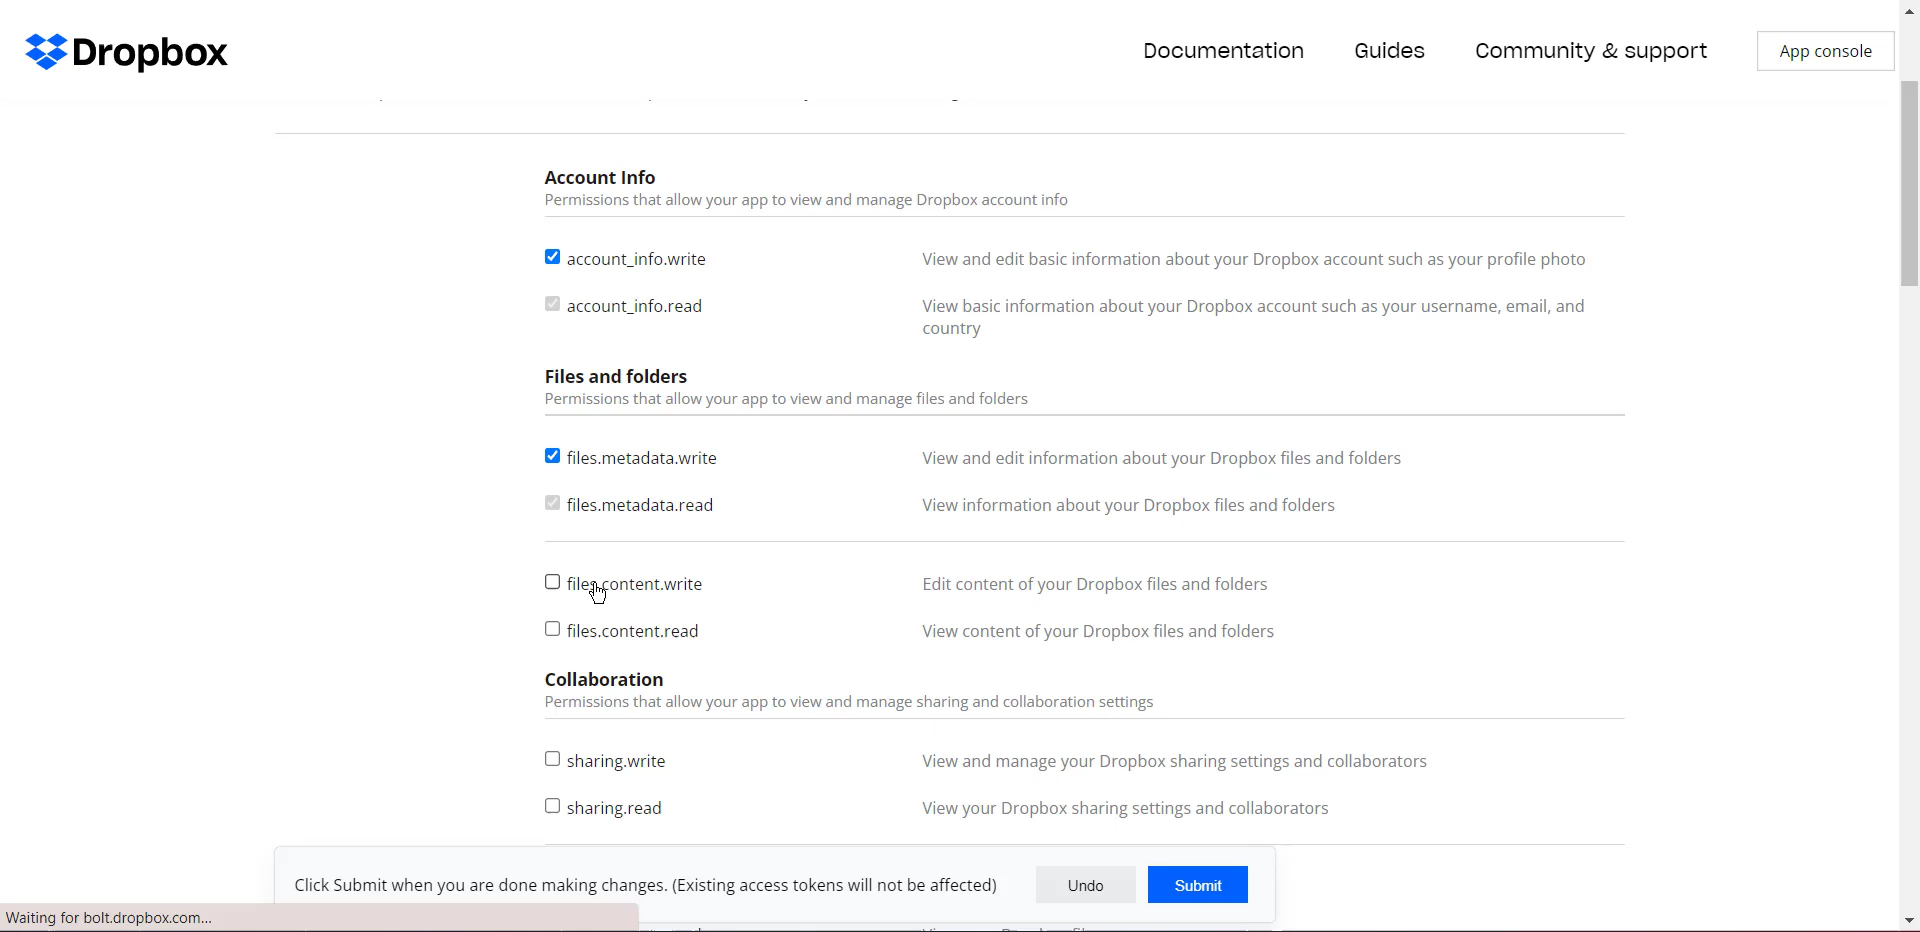 Dropbox
Documentation
Guides
Community & support
App console
Account Info
Permissions that allow your app to view and manage Dropbox account info
account_info.write
View and edit basic information about your Dropbox account such as your profile photo
account_info.read
View basic information about your Dropbox account such as your username, email, and
country
Files and folders
Permissions that allow your app to view and manage files and folders
files.metadata.write
View and edit information about your Dropbox files and folders
files.metadata.read
View information about your Dropbox files and folders
files.content.write
Edit content of your Dropbox files and folders
files.content.read
View content of your Dropbox files and folders
Collaboration
Permissions that allow your app to view and manage sharing and collaboration settings
sharing.write
View and manage your Dropbox sharing settings and collaborators
sharing.read
View your Dropbox sharing settings and collaborators
Click Submit when you are done making changes. (Existing access tokens will not be affected)
Undo
Submit
Waiting for bolt.dropbox.com...